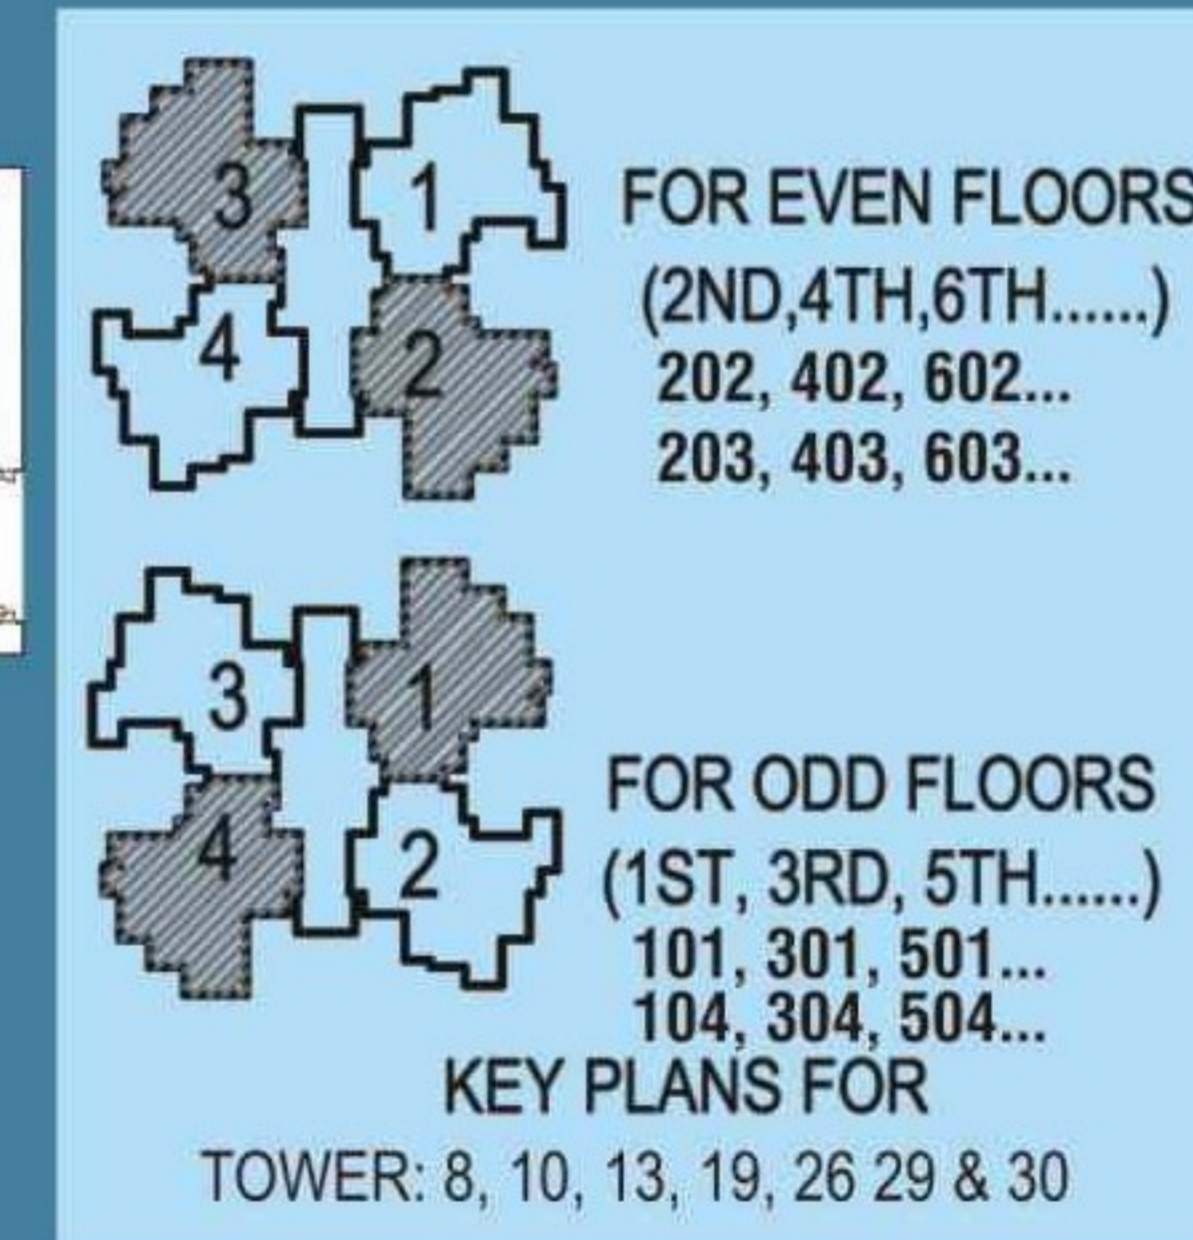 3 1
FOR EVEN FLOORS
(2ND,4TH,6TH......)
4 2
202, 402, 602...
203, 403, 603...
3 1
4 2
FOR ODD FLOORS
(1ST, 3RD, 5TH......)
101, 301, 501...
104, 304, 504...
KEY PLANS FOR
TOWER: 8, 10, 13, 19, 26 29 & 30